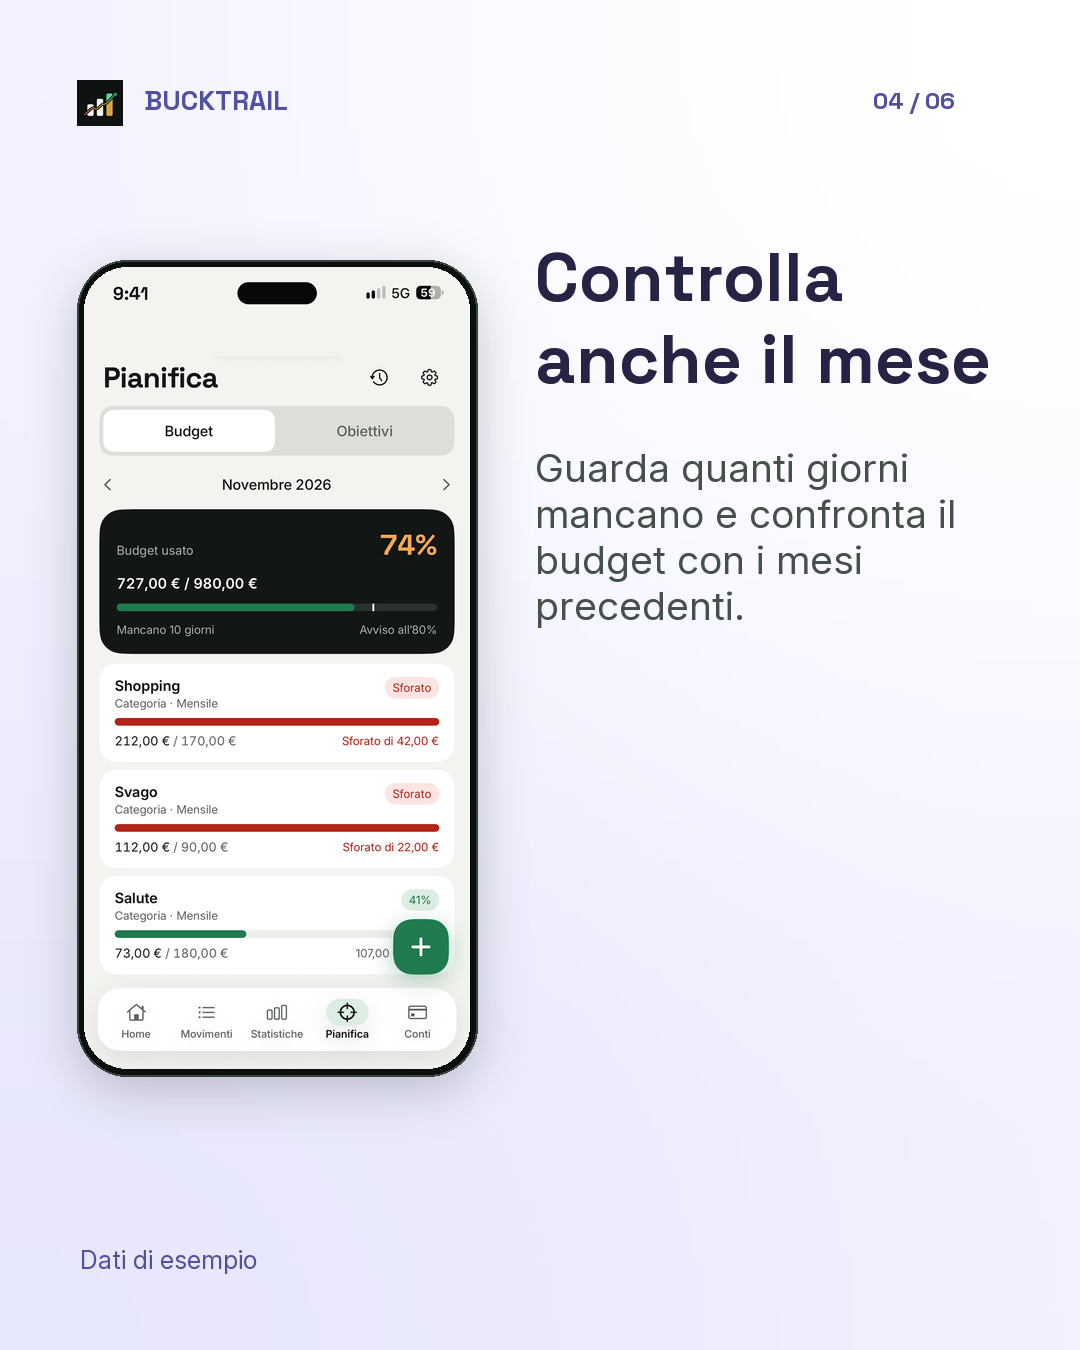 BUCKTRAIL
04 / 06
9:41
5G
59
Pianifica
Budget
Obiettivi
Novembre 2026
Budget usato
74%
727,00 € / 980,00 €
Mancano 10 giorni
Avviso all'80%
Shopping
Sforato
Categoria · Mensile
212,00 € / 170,00 €
Sforato di 42,00 €
Svago
Sforato
Categoria · Mensile
112,00 € / 90,00 €
Sforato di 22,00 €
Salute
41%
Categoria · Mensile
73,00 € / 180,00 €
107,00
Home
Movimenti
Statistiche
Pianifica
Conti
Controlla
anche il mese
Guarda quanti giorni
mancano e confronta il
budget con i mesi
precedenti.
Dati di esempio